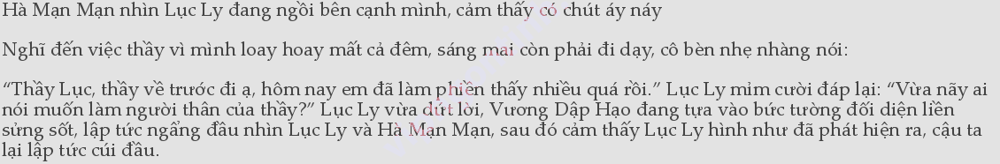 Hà Mạn Mạn nhìn Lục Ly đang ngồi bên cạnh mình, cảm thấy có chút áy náy
Nghĩ đến việc thầy vì mình loay hoay mất cả đêm, sáng mai còn phải đi dạy, cô bèn nhẹ nhàng nói:
“Thầy Lục, thầy về trước đi ạ, hôm nay em đã làm phiền thấy nhiều quá rồi.” Lục Ly mỉm cười đáp lại: “Vừa nãy ai
nói muốn làm người thân của thầy?” Lục Ly vừa dứt lời, Vương Dập Hạo đang tựa vào bức tường đối diện liền
sửng sốt, lập tức ngẩng đầu nhìn Lục Ly và Hà Mạn Mạn, sau đó cảm thấy Lục Ly hình như đã phát hiện ra, cậu ta
lại lập tức cúi đầu.